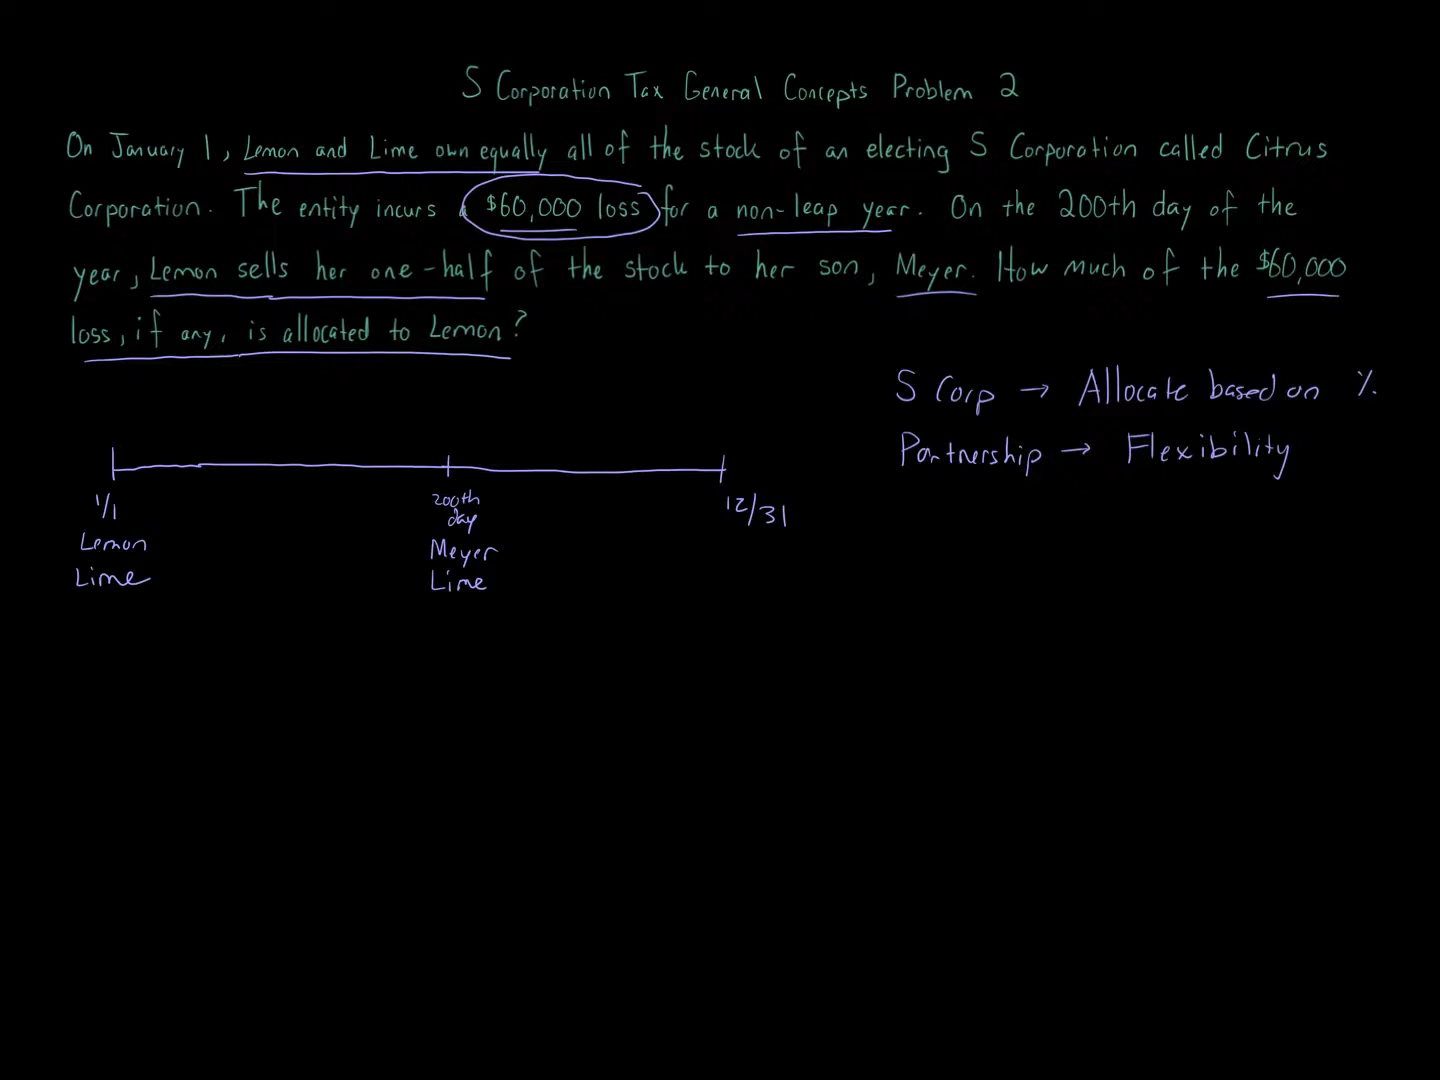 S Corporation Tax General Concepts Problem 2
On January 1, Lemon and Lime own equally all of the stock of an electing S Corporation called Citrus
Corporation. The entity incurs a $60,000 loss for a non-leap year. On the 200th day of the
year, Lemon sells her one-half of the stock to her son, Meyer. How much of the $60,000
loss, if any, is allocated to Lemon?
S Corp → Allocate based on %
Partnership → Flexibility
1/1
200th
day
12/31
Lemon
Meyer
Lime
Lime